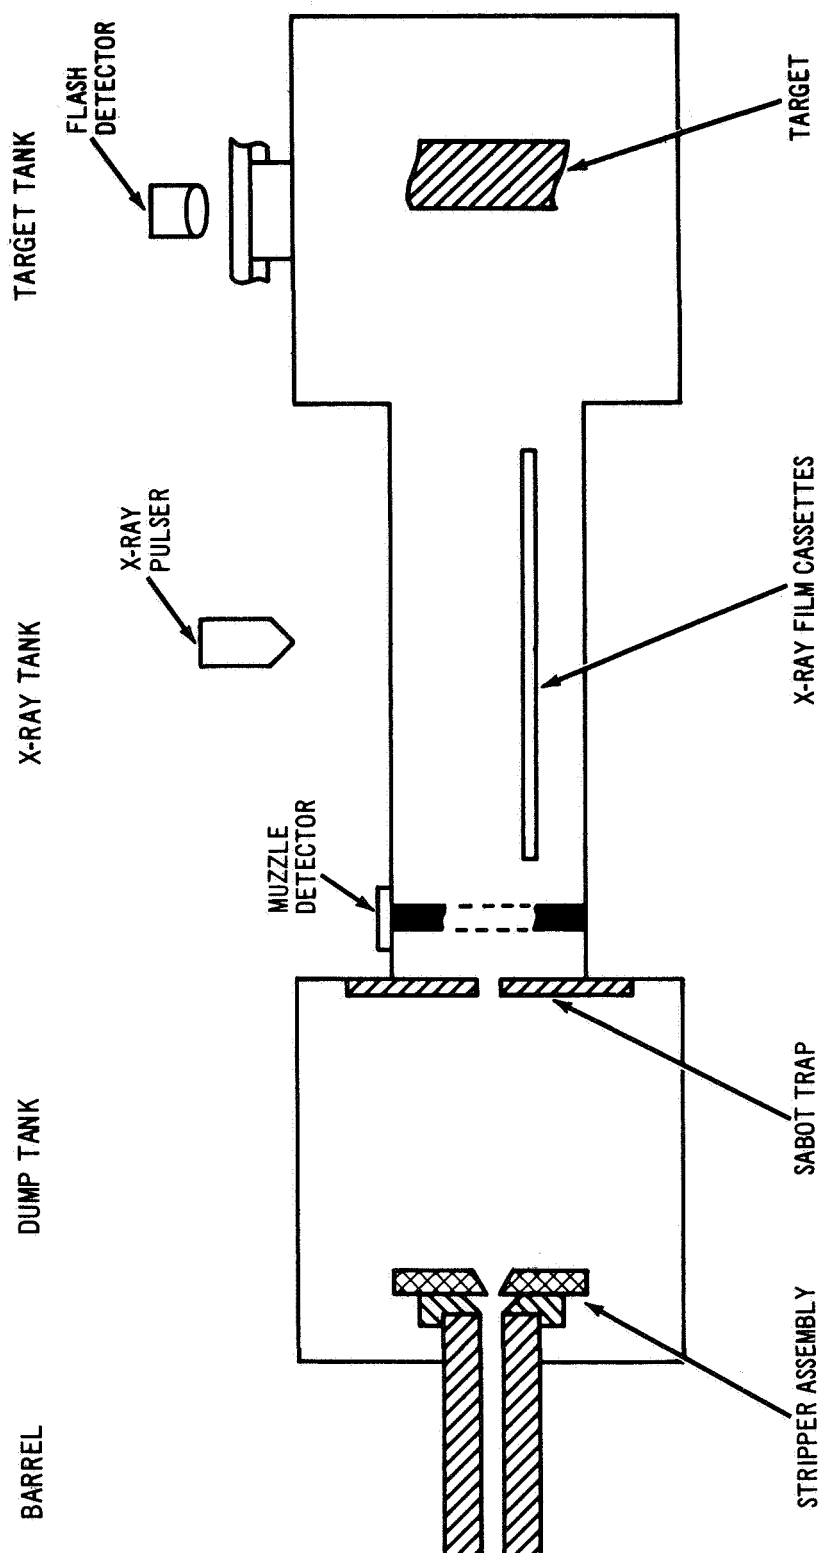 BARREL
DUMP TANK
X-RAY TANK
TARGET TANK
MUZZLE
DETECTOR
X-RAY
PULSER
FLASH
DETECTOR
STRIPPER ASSEMBLY
SABOT TRAP
X-RAY FILM CASSETTES
TARGET